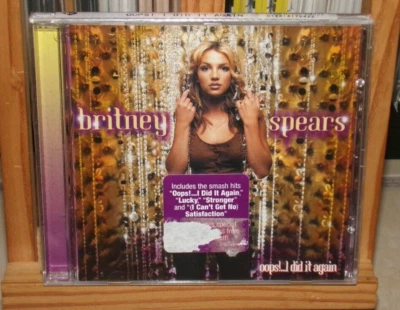 britney spears
Includes the smash hits
"Oops!...I Did It Again,"
"Lucky," "Stronger"
and "(I Can't Get No)
Satisfaction"
oops!...i did it again